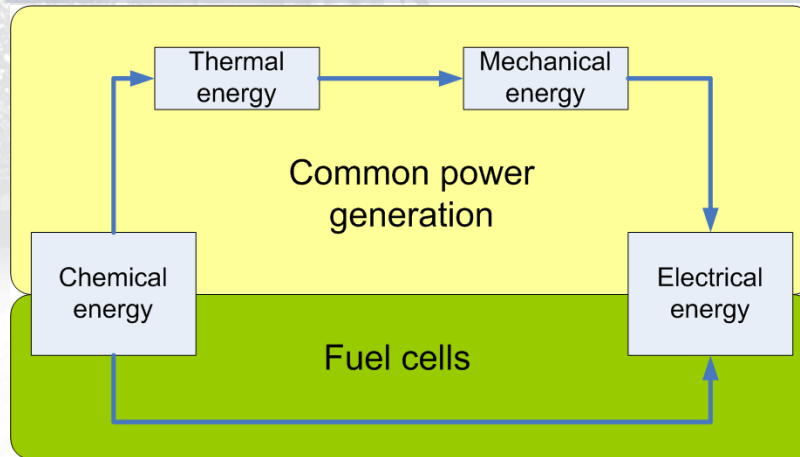 Thermal
energy
Mechanical
energy
Common power
generation
Chemical
energy
Electrical
energy
Fuel cells